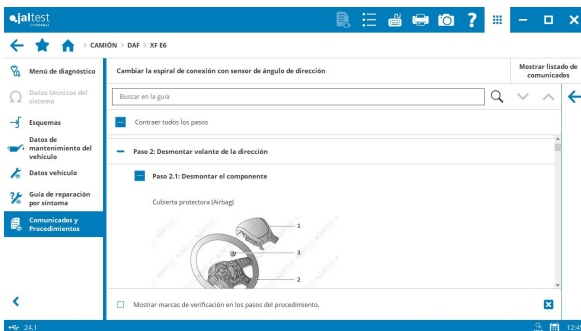 jaltest
CAMIÓN > DAF > XF E6
Menú de diagnóstico
Datos técnicos del
sistema
Esquemas
Datos de
mantenimiento del
vehículo
Datos vehículo
Guía de reparación
por síntoma
Comunicados y
Procedimientos
Cambiar la espiral de conexión con sensor de ángulo de dirección
Mostrar listado de
comunicados
Buscar en la guía
Contraer todos los pasos
Paso 2: Desmontar volante de la dirección
Paso 2.1: Desmontar el componente
Cubierta protectora (Airbag)
1
3
2
Mostrar marcas de verificación en los pasos del procedimiento.
24.1